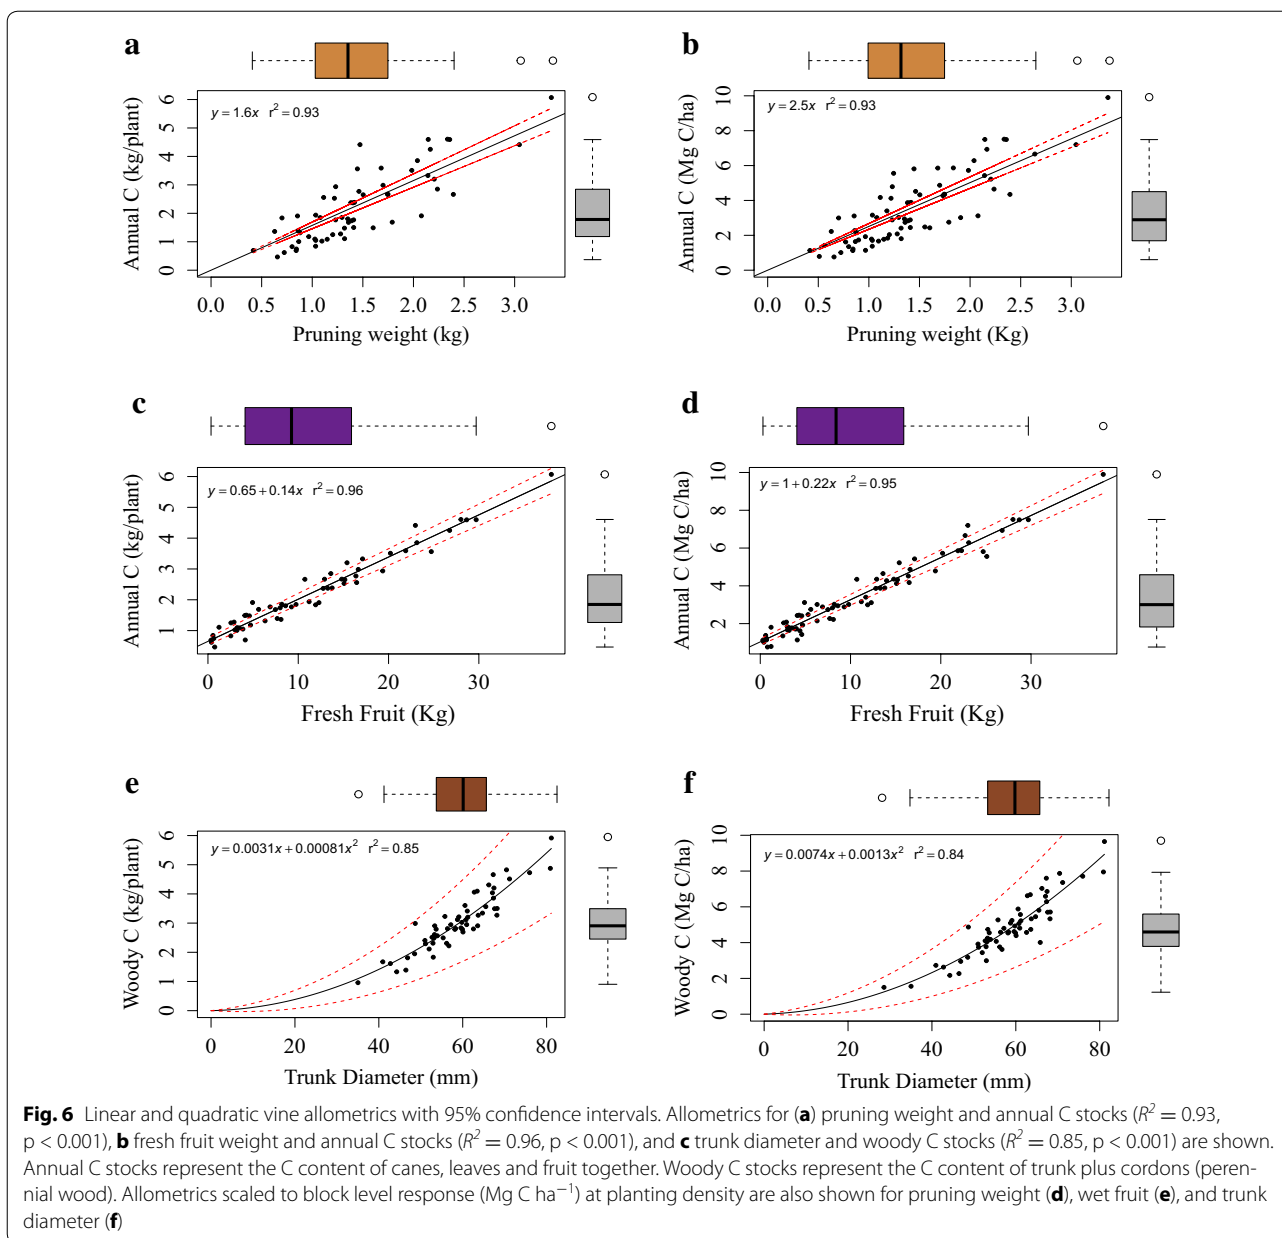 a
b
Annual C (kg/plant)
0 1 2 3 4 5 6
y = 1.6x r² = 0.93
0.0 0.5 1.0 1.5 2.0 2.5 3.0
Pruning weight (kg)
Annual C (Mg C/ha)
0 2 4 6 8 10
y = 2.5x r² = 0.93
0.0 0.5 1.0 1.5 2.0 2.5 3.0
Pruning weight (Kg)
c
d
Annual C (kg/plant)
1 2 3 4 5 6
y = 0.65 + 0.14x r² = 0.96
0 10 20 30
Fresh Fruit (Kg)
Annual C (Mg C/ha)
2 4 6 8 10
y = 1 + 0.22x r² = 0.95
0 10 20 30
Fresh Fruit (Kg)
e
f
Woody C (kg/plant)
0 1 2 3 4 5 6
y = 0.0031x + 0.00081x² r² = 0.85
0 20 40 60 80
Trunk Diameter (mm)
Woody C (Mg C/ha)
0 2 4 6 8 10
y = 0.0074x + 0.0013x² r² = 0.84
0 20 40 60 80
Trunk Diameter (mm)
Fig. 6 Linear and quadratic vine allometrics with 95% confidence intervals. Allometrics for (a) pruning weight and annual C stocks (R² = 0.93,
p < 0.001), b fresh fruit weight and annual C stocks (R² = 0.96, p < 0.001), and c trunk diameter and woody C stocks (R² = 0.85, p < 0.001) are shown.
Annual C stocks represent the C content of canes, leaves and fruit together. Woody C stocks represent the C content of trunk plus cordons (peren-
nial wood). Allometrics scaled to block level response (Mg C ha⁻¹) at planting density are also shown for pruning weight (d), wet fruit (e), and trunk
diameter (f)